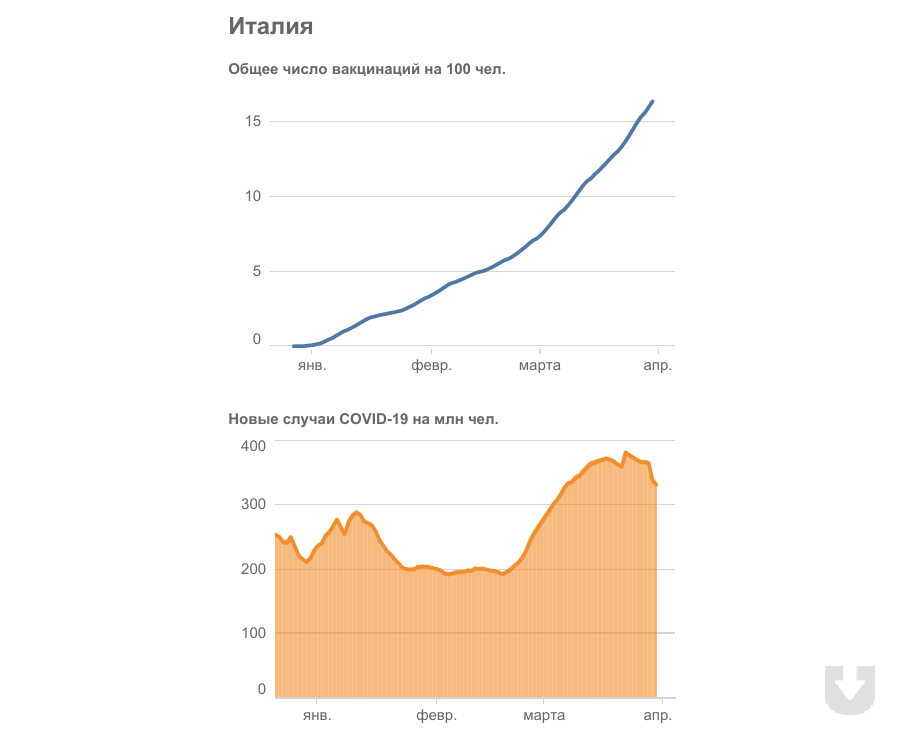 Италия
Общее число вакцинаций на 100 чел.
15
10
5
0
янв. февр. марта апр.
Новые случаи COVID-19 на млн чел.
400
300
200
100
0
янв. февр. марта апр.